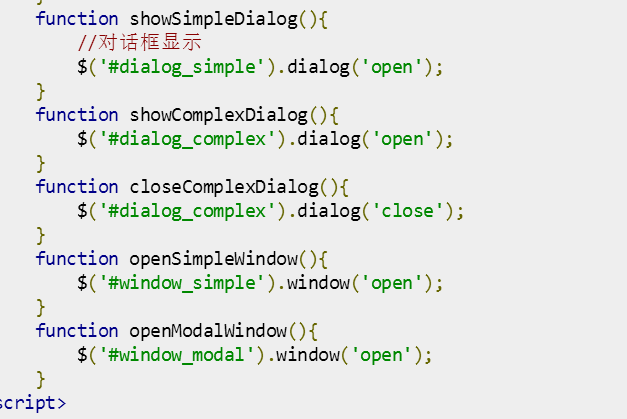 }
function showSimpleDialog(){
//对话框显示
$('#dialog_simple').dialog('open');
}
function showComplexDialog(){
$('#dialog_complex').dialog('open');
}
function closeComplexDialog(){
$('#dialog_complex').dialog('close');
}
function openSimpleWindow(){
$('#window_simple').window('open');
}
function openModalWindow(){
$('#window_modal').window('open');
}
script>